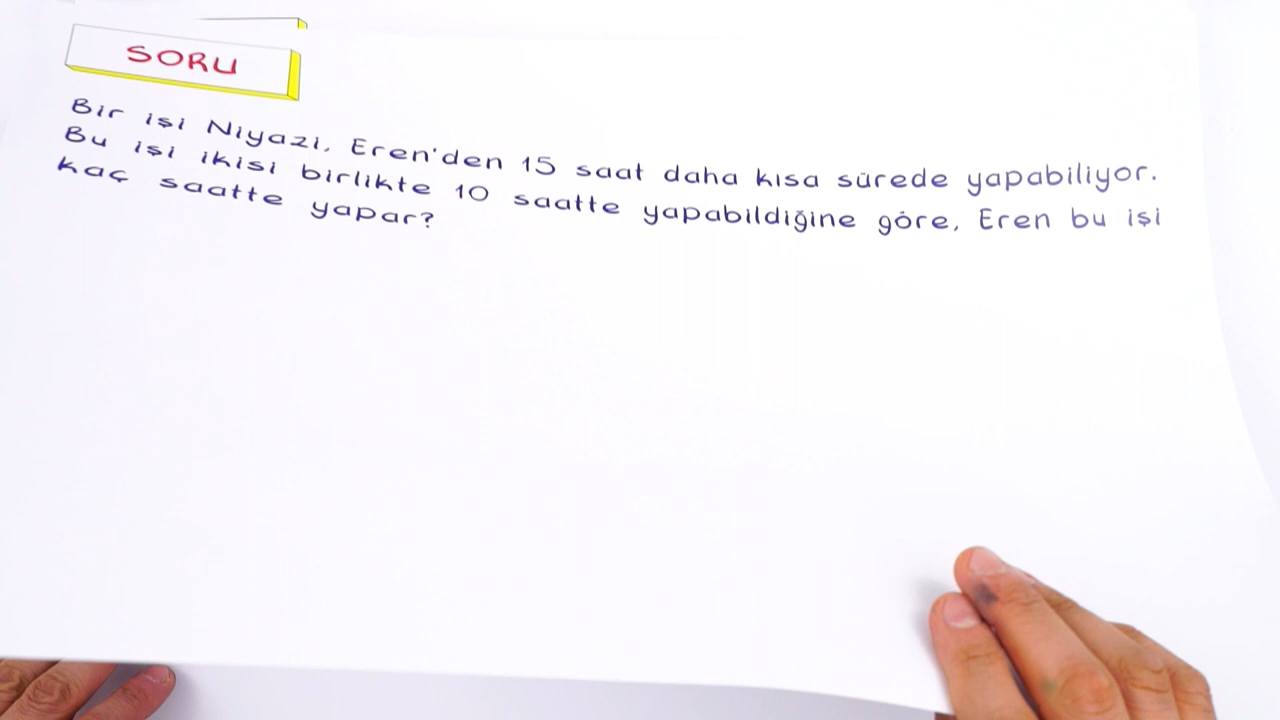 SORU
Bir işi Niyazi, Eren'den 15 saat daha kısa sürede yapabiliyor.
Bu işi ikisi birlikte 10 saatte yapabildiğine göre, Eren bu işi
kaç saatte yapar?